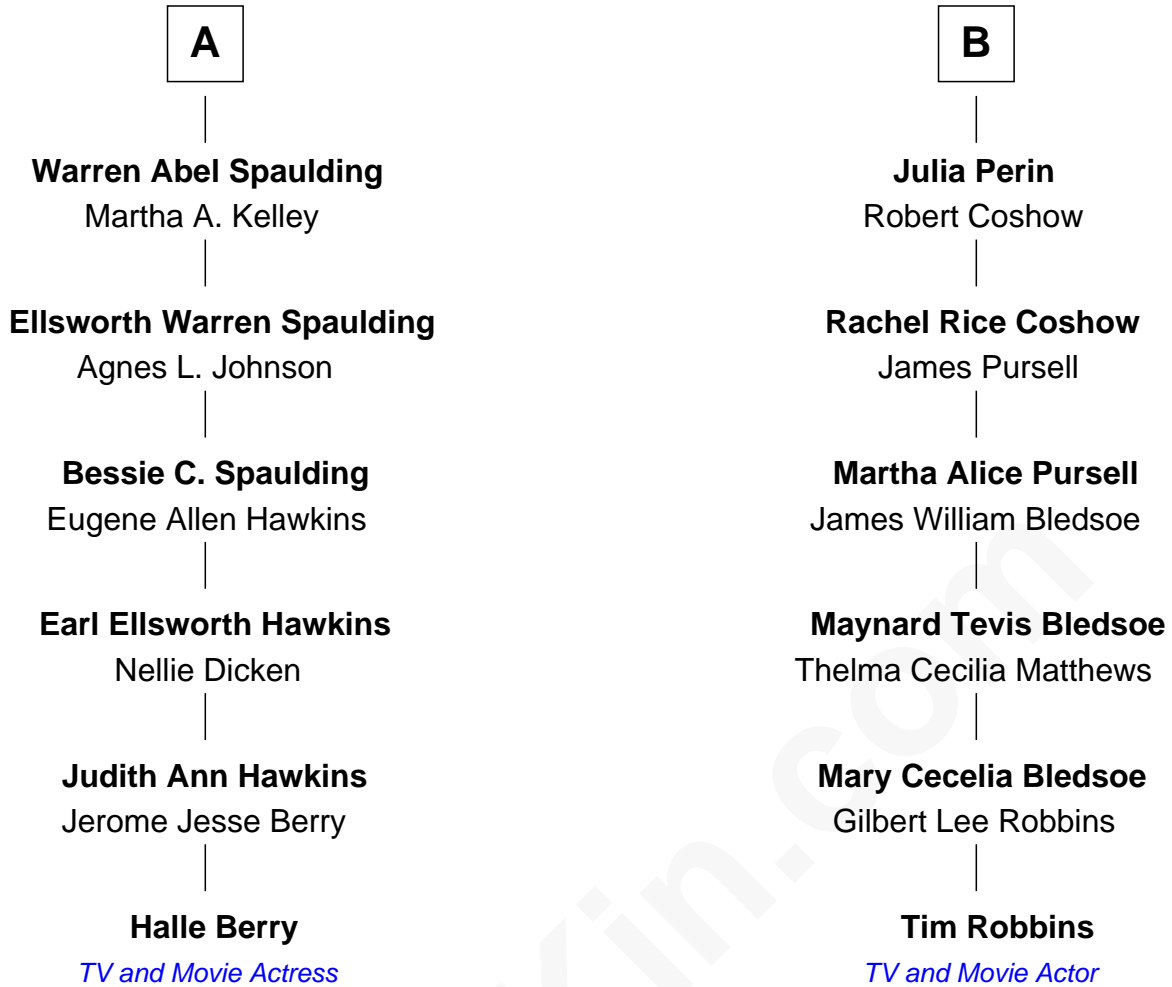 A
Warren Abel Spaulding
Martha A. Kelley
Ellsworth Warren Spaulding
Agnes L. Johnson
Bessie C. Spaulding
Eugene Allen Hawkins
Earl Ellsworth Hawkins
Nellie Dicken
Judith Ann Hawkins
Jerome Jesse Berry
Halle Berry
TV and Movie Actress
B
Julia Perin
Robert Coshow
Rachel Rice Coshow
James Pursell
Martha Alice Pursell
James William Bledsoe
Maynard Tevis Bledsoe
Thelma Cecilia Matthews
Mary Cecelia Bledsoe
Gilbert Lee Robbins
Tim Robbins
TV and Movie Actor
Kin.com